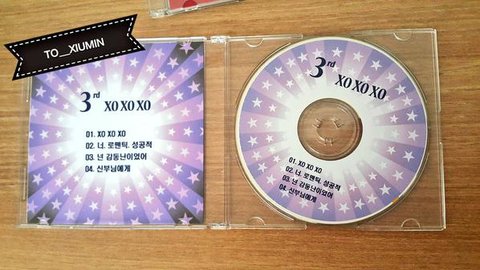 TO__XIUMIN
3rd XO XO XO
01. XO XO XO
02. 너. 로맨틱. 성공적
03. 넌 감동난이었어
04. 신부님에게
3rd XO XO XO
01. XO XO XO
02. 너. 로맨틱. 성공적
03. 넌 감동난이었어
04. 신부님에게